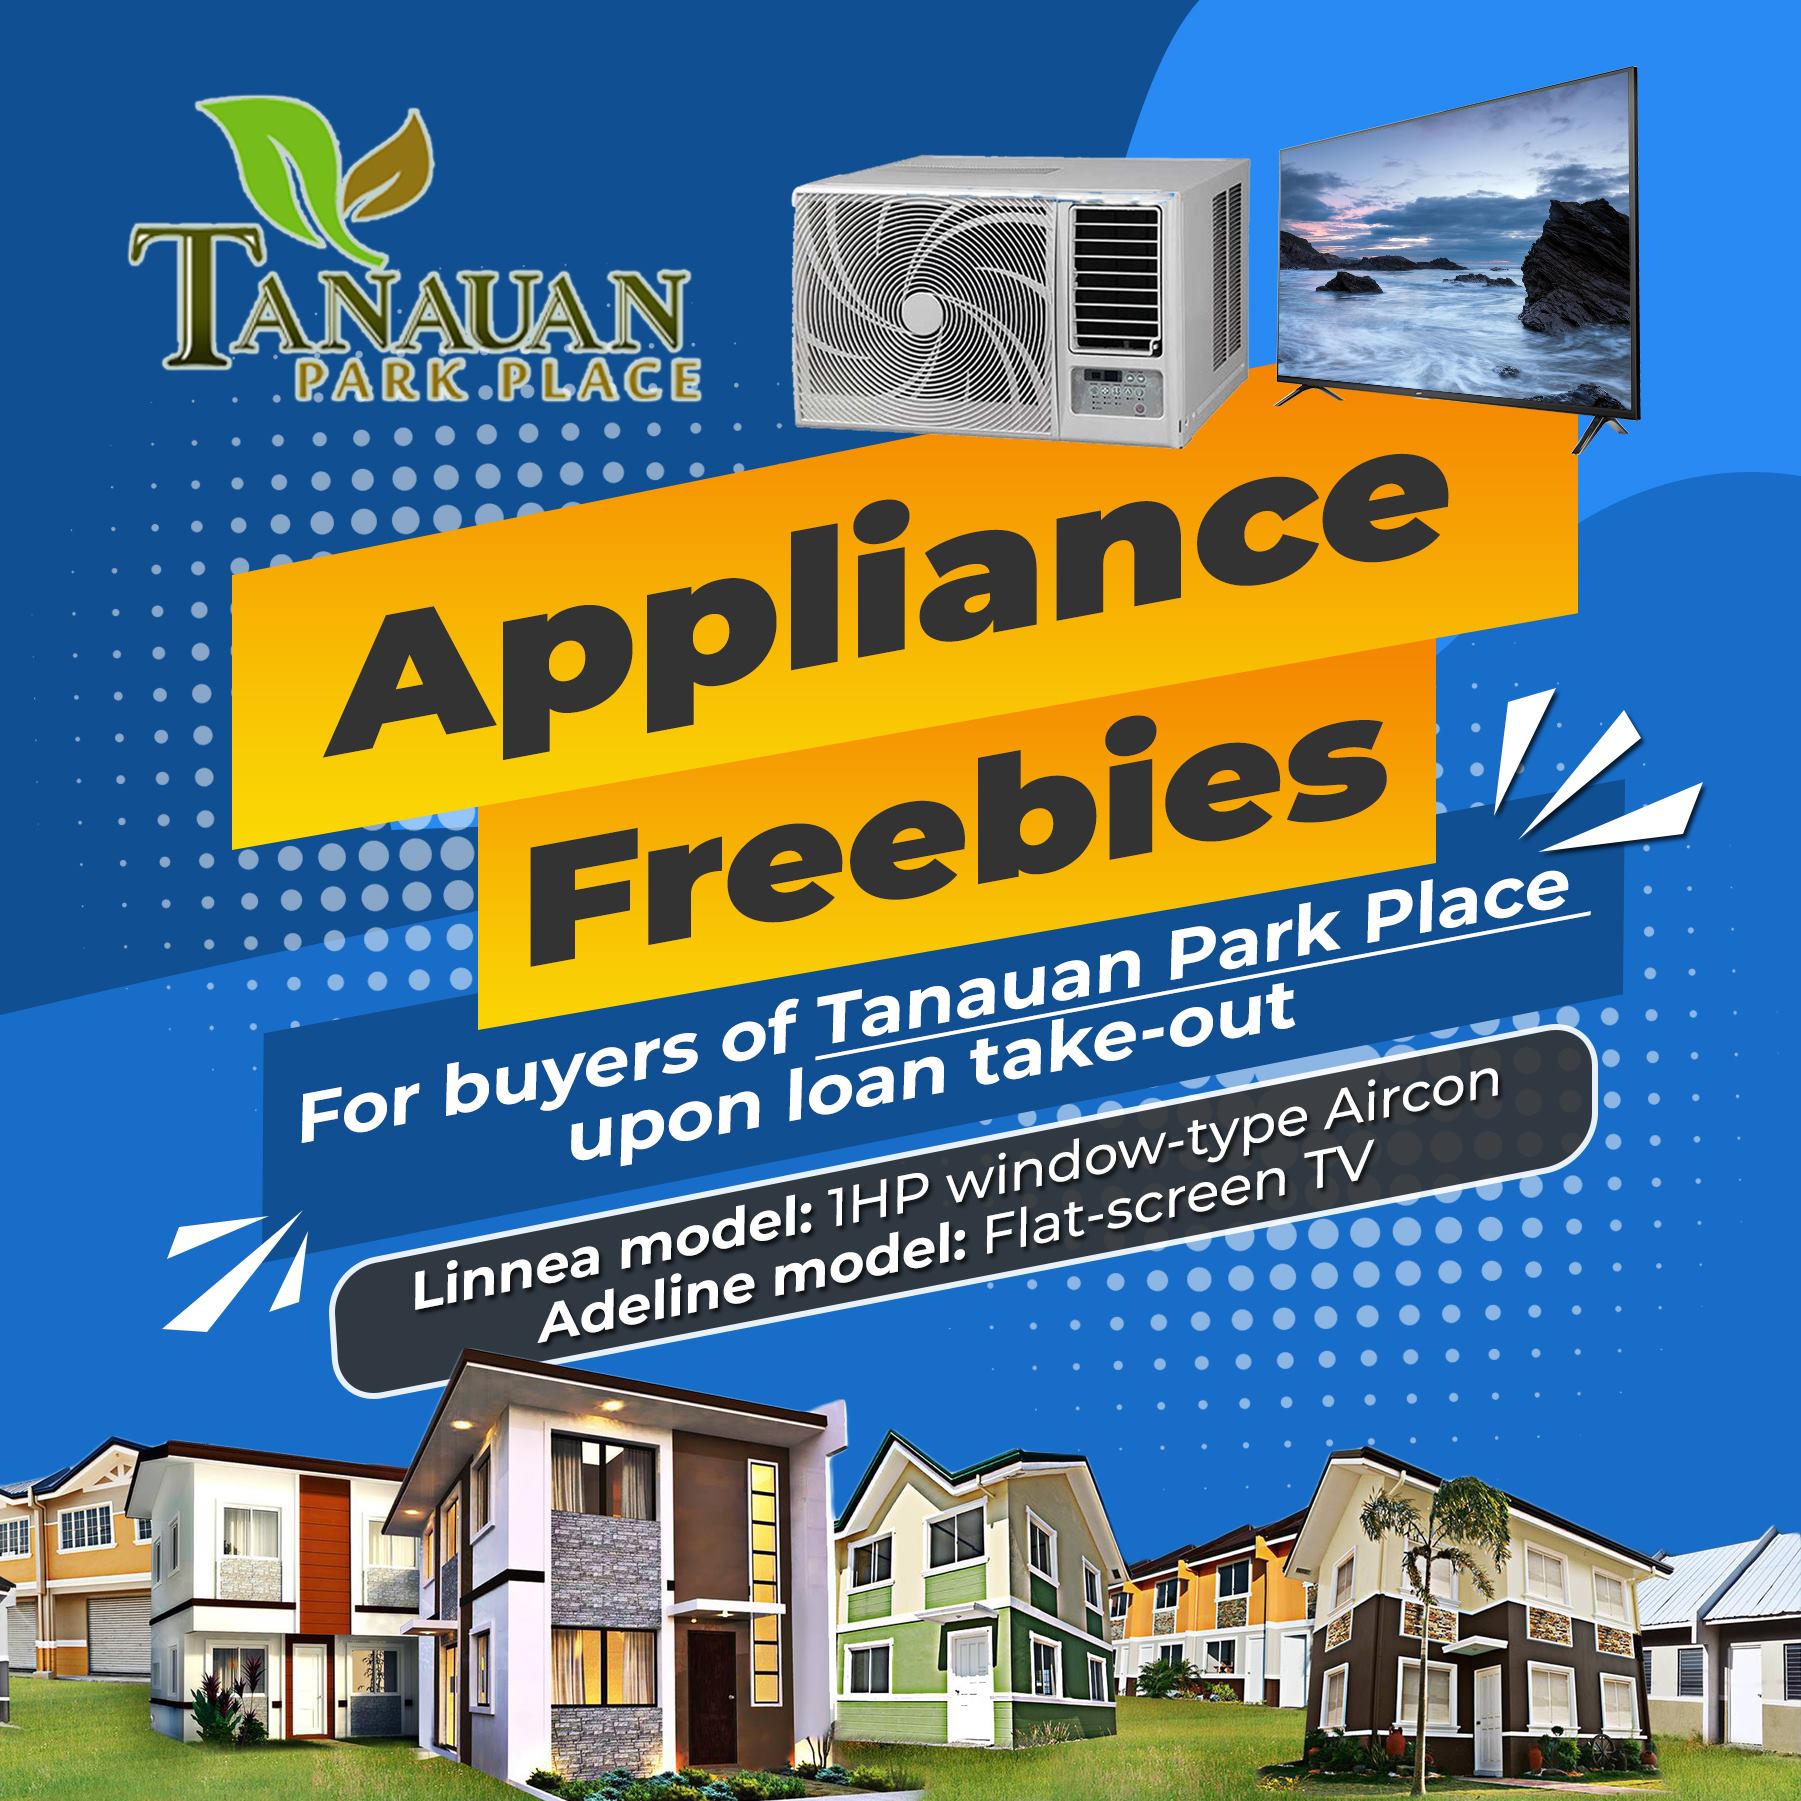 TANAUAN
PARK PLACE
Appliance
Freebies
For buyers of Tanauan Park Place
upon loan take-out
Linnea model: 1HP window-type Aircon
Adeline model: Flat-screen TV